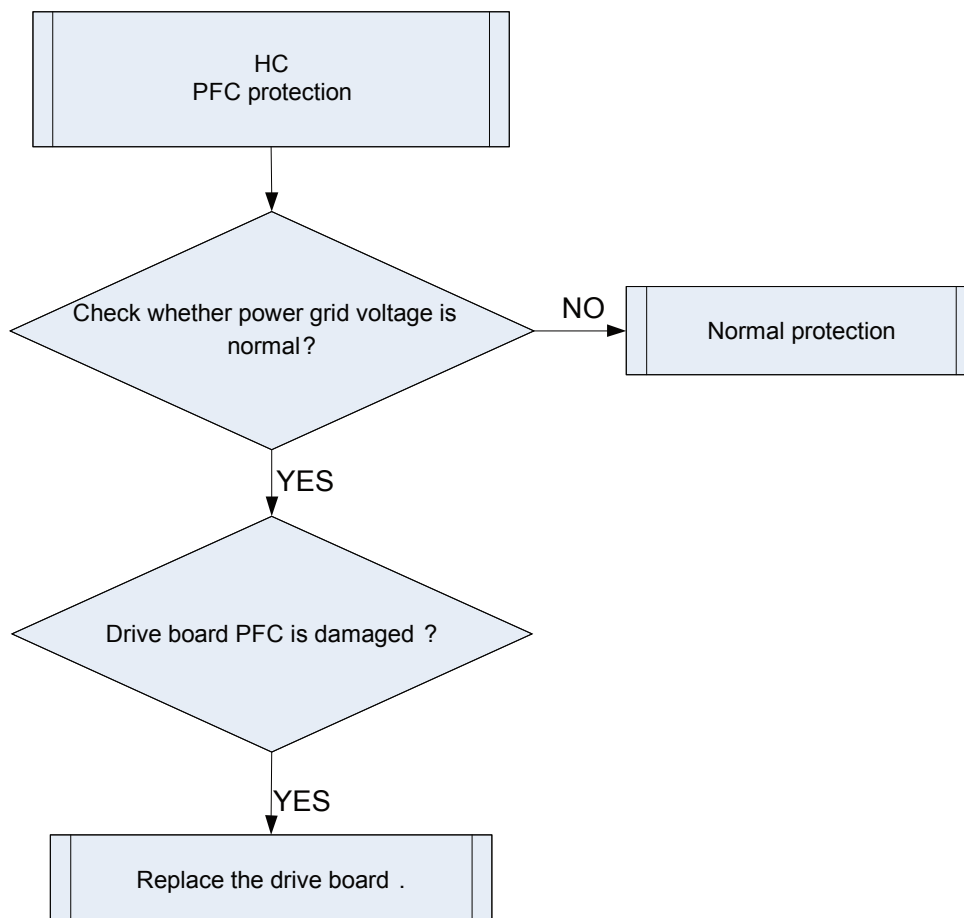 HC
PFC protection
Check whether power grid voltage is
normal?
NO
Normal protection
YES
Drive board PFC is damaged ?
YES
Replace the drive board .